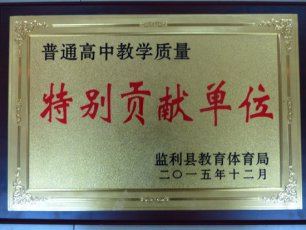 普通高中教学质量
特别贡献单位
监利县教育体育局
二〇一五年十二月